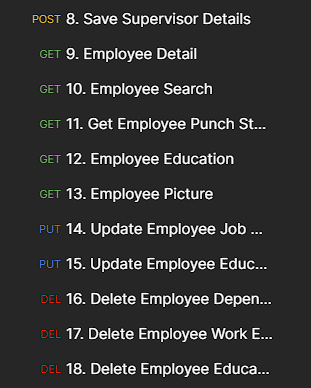 POST 8. Save Supervisor Details
GET 9. Employee Detail
GET 10. Employee Search
GET 11. Get Employee Punch St...
GET 12. Employee Education
GET 13. Employee Picture
PUT 14. Update Employee Job ...
PUT 15. Update Employee Educ...
DEL 16. Delete Employee Depen...
DEL 17. Delete Employee Work E...
DEL 18. Delete Employee Educa...